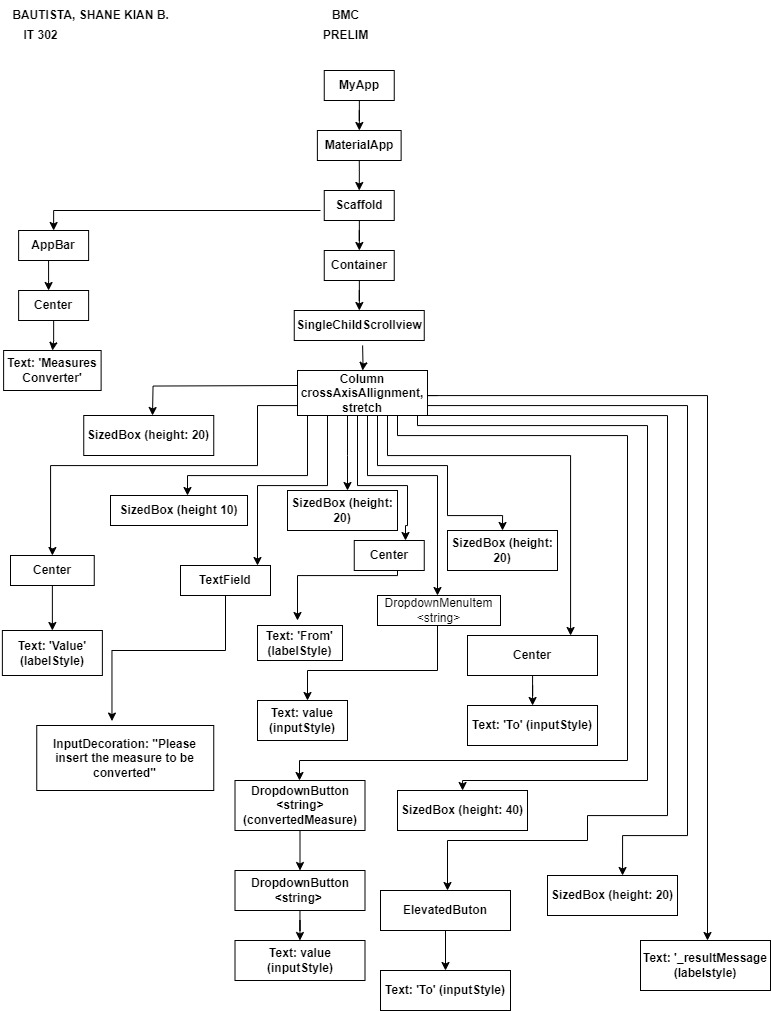 BAUTISTA, SHANE KIAN B.
IT 302
BMC
PRELIM
MyApp
MaterialApp
Scaffold
AppBar
Container
Center
SingleChildScrollview
Text: 'Measures
Converter'
Column
crossAxisAllignment,
stretch
SizedBox (height: 20)
SizedBox (height 10)
SizedBox (height:
20)
SizedBox (height:
20)
Center
Center
TextField
DropdownMenuItem
<string>
Text: 'Value'
(labelStyle)
Text: 'From'
(labelStyle)
Center
Text: value
(inputStyle)
Text: 'To' (inputStyle)
InputDecoration: "Please
insert the measure to be
converted"
DropdownButton
<string>
(convertedMeasure)
SizedBox (height: 40)
DropdownButton
<string>
ElevatedButon
SizedBox (height: 20)
Text: value
(inputStyle)
Text: '_resultMessage
(labelstyle)
Text: 'To' (inputStyle)